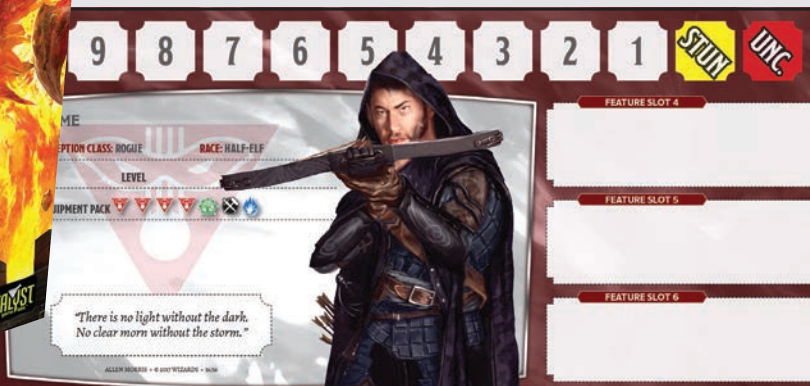 9 8 7 6 5 4 3 2 1 STUN UNC.
FEATURE SLOT 4
ME
EPTION CLASS: ROGUE RACE: HALF-ELF
LEVEL
UIPMENT PACK
FEATURE SLOT 5
FEATURE SLOT 6
"There is no light without the dark.
No clear morn without the storm."
ALYST